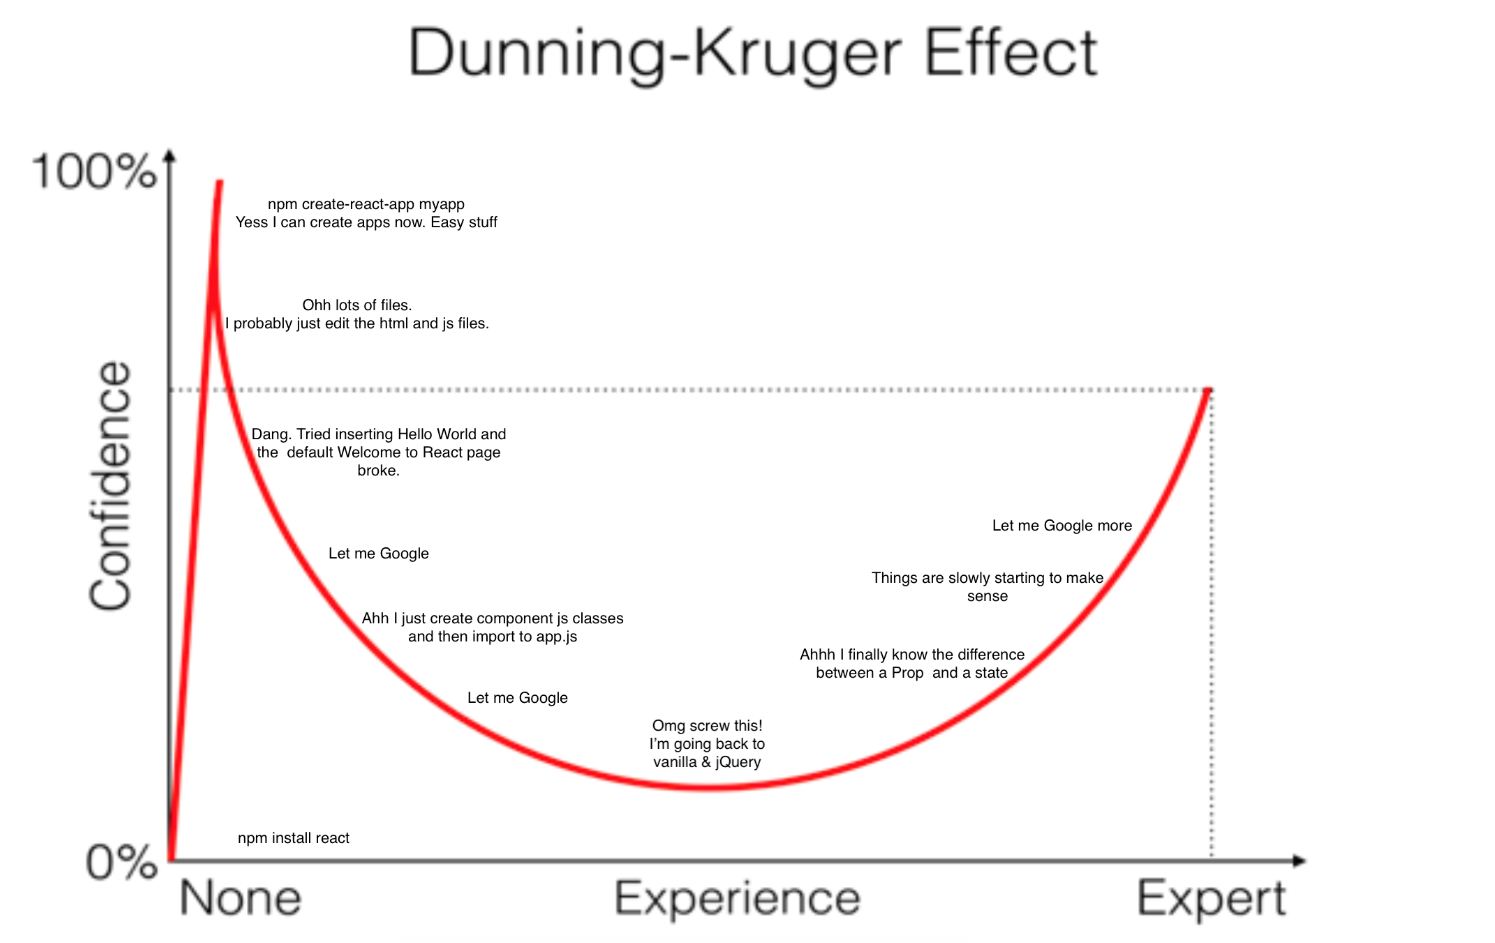 Dunning-Kruger Effect
100%
npm create-react-app myapp
Yess I can create apps now. Easy stuff
Ohh lots of files.
I probably just edit the html and js files.
Confidence
Dang. Tried inserting Hello World and
the  default Welcome to React page
broke.
Let me Google
Ahh I just create component js classes
and then import to app.js
Let me Google
Omg screw this!
I'm going back to
vanilla & jQuery
Ahhh I finally know the difference
between a Prop  and a state
Things are slowly starting to make
sense
Let me Google more
npm install react
0%
None
Experience
Expert